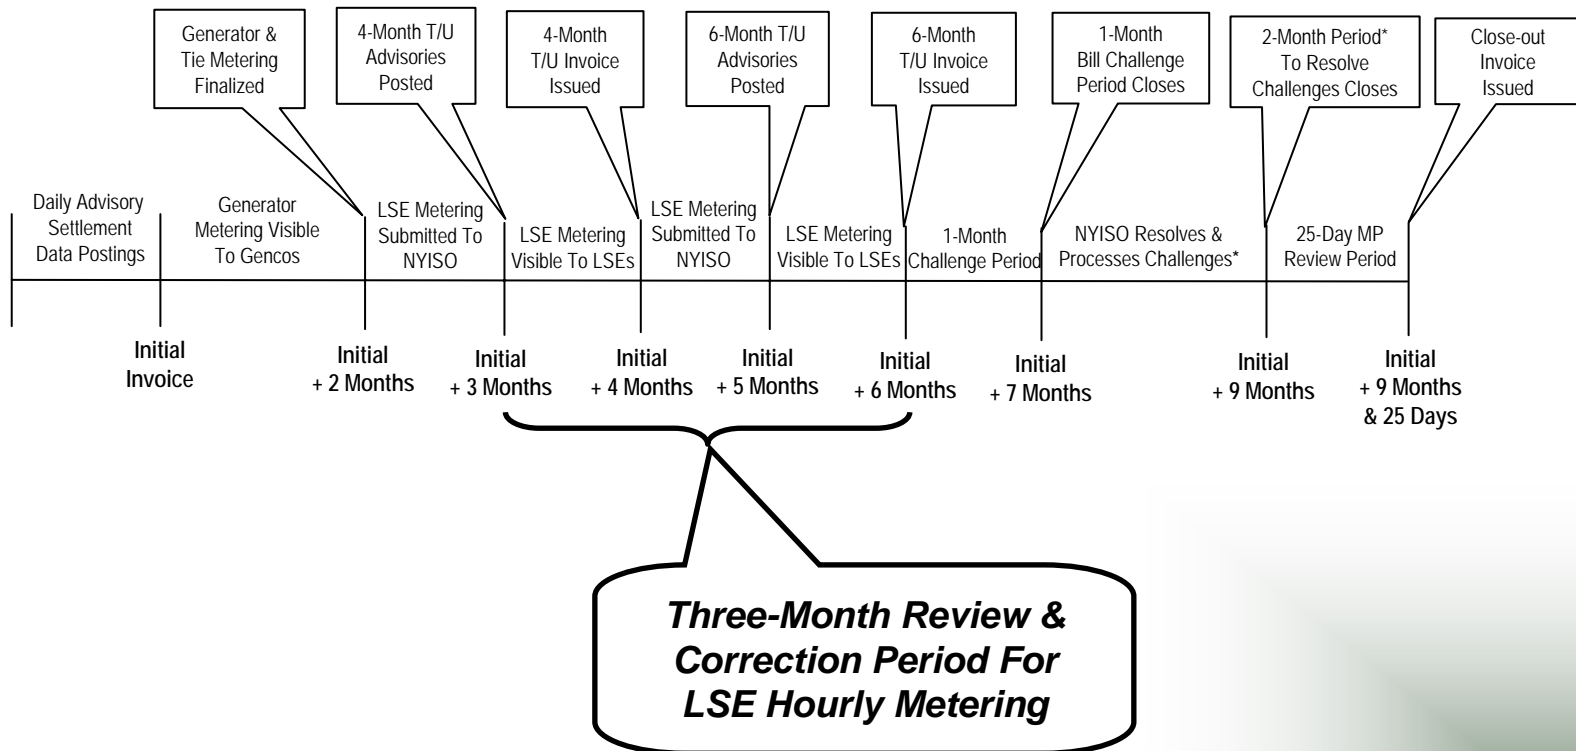 Generator &
Tie Metering
Finalized
4-Month T/U
Advisories
Posted
4-Month
T/U Invoice
Issued
6-Month T/U
Advisories
Posted
6-Month
T/U Invoice
Issued
1-Month
Bill Challenge
Period Closes
2-Month Period*
To Resolve
Challenges Closes
Close-out
Invoice
Issued
Daily Advisory
Settlement
Data Postings
Generator
Metering Visible
To Gencos
LSE Metering
Submitted To
NYISO
LSE Metering
Visible To LSEs
LSE Metering
Submitted To
NYISO
LSE Metering
Visible To LSEs
1-Month
Challenge Period
NYISO Resolves &
Processes Challenges*
25-Day MP
Review Period
Initial
Invoice
Initial
+ 2 Months
Initial
+ 3 Months
Initial
+ 4 Months
Initial
+ 5 Months
Initial
+ 6 Months
Initial
+ 7 Months
Initial
+ 9 Months
Initial
+ 9 Months
& 25 Days
Three-Month Review &
Correction Period For
LSE Hourly Metering